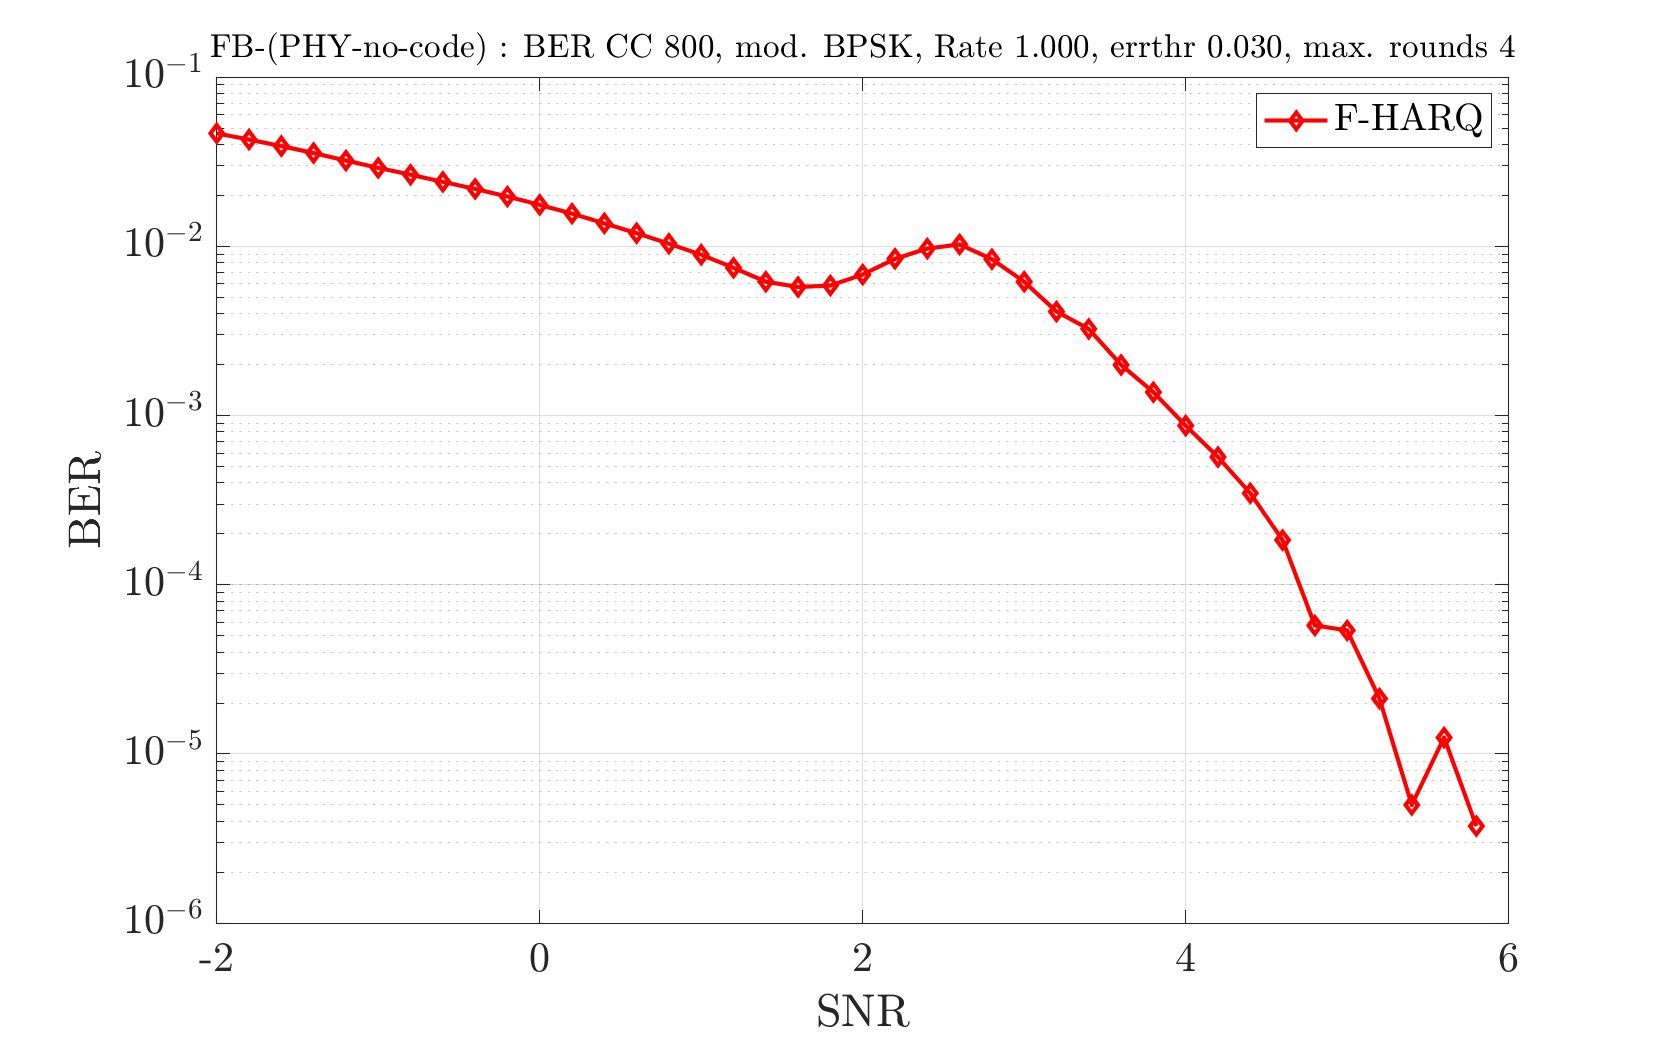 FB-(PHY-no-code) : BER CC 800, mod. BPSK, Rate 1.000, errthr 0.030, max. rounds 4
F-HARQ
10^{-1}
10^{-2}
10^{-3}
10^{-4}
10^{-5}
10^{-6}
BER
-2 0 2 4 6
SNR